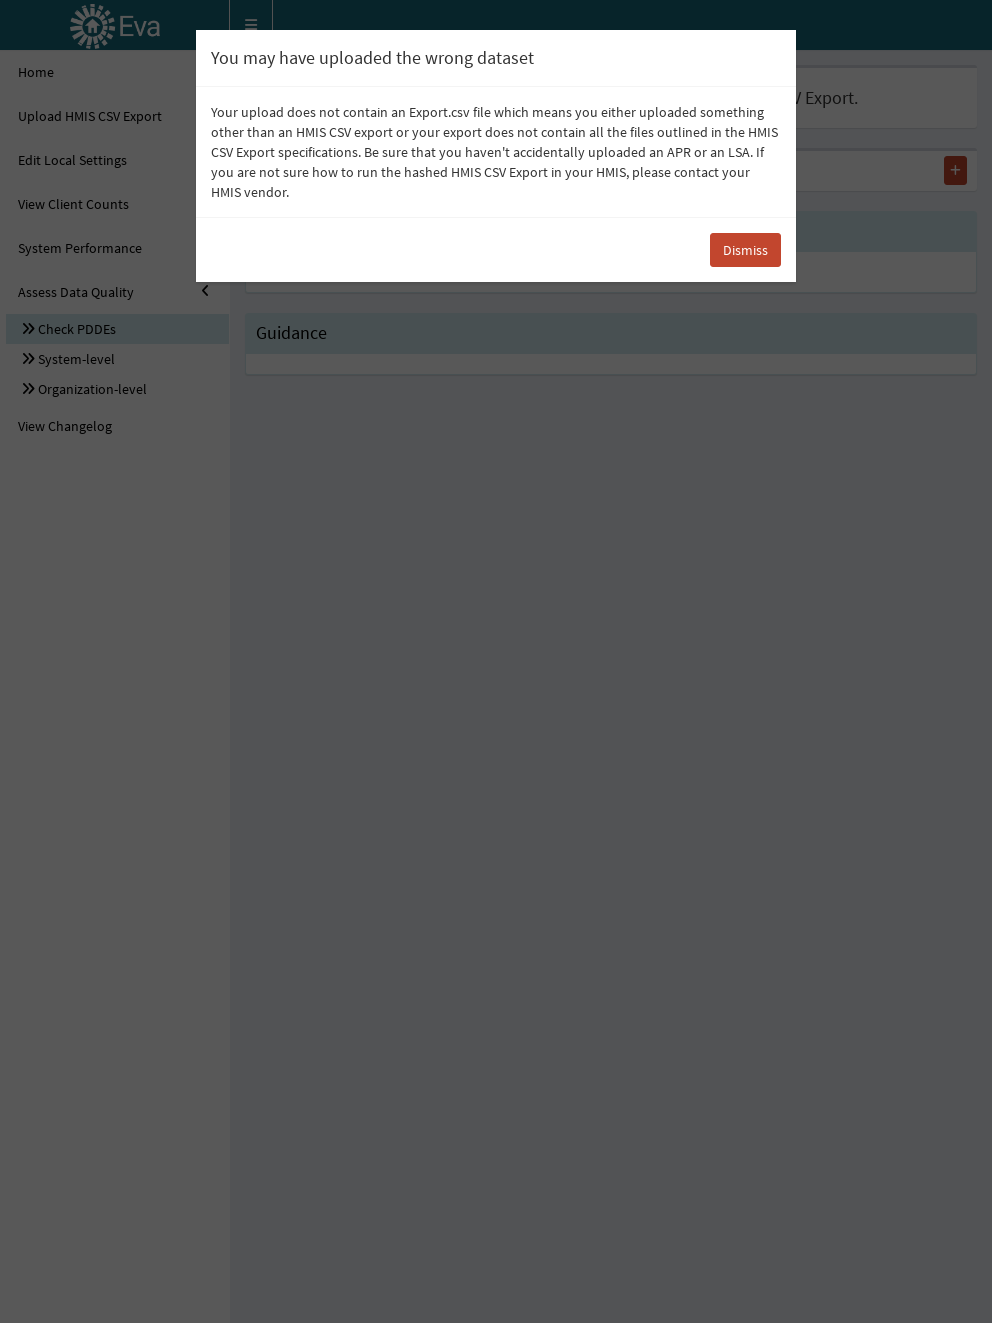 Eva
You may have uploaded the wrong dataset
Your upload does not contain an Export.csv file which means you either uploaded something
other than an HMIS CSV export or your export does not contain all the files outlined in the HMIS
CSV Export specifications. Be sure that you haven't accidentally uploaded an APR or an LSA. If
you are not sure how to run the hashed HMIS CSV Export in your HMIS, please contact your
HMIS vendor.
Dismiss
Home
Upload HMIS CSV Export
Edit Local Settings
View Client Counts
System Performance
Assess Data Quality
Check PDDEs
System-level
Organization-level
View Changelog
Export.
Guidance